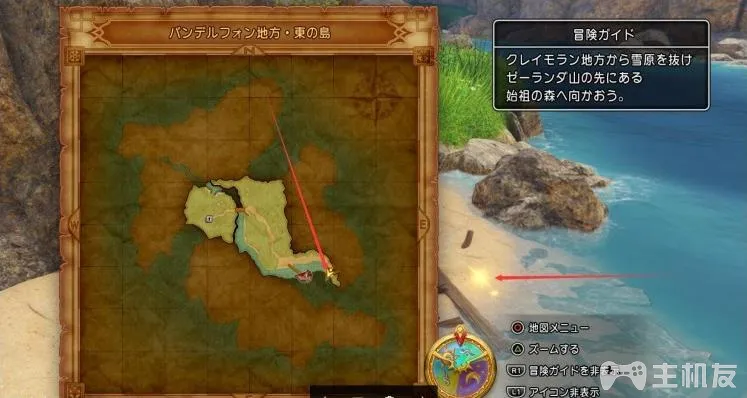 バンデルフォン地方・東の島
N
W
E
冒険ガイド
クレイモラン地方から雪原を抜け
ゼーランダ山の先にある
始祖の森へ向かおう。
地図メニュー
ズームする
R1 冒険ガイドを非
L1 アイコン非表示
主机友